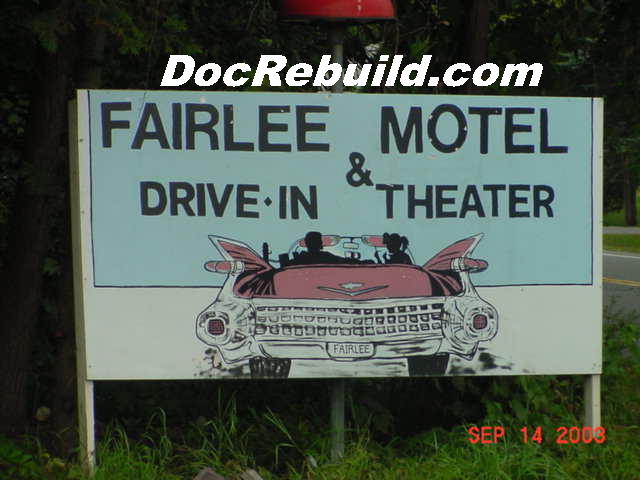 DocRebuild.com
FAIRLEE MOTEL
&
DRIVE·IN THEATER
FAIRLEE
SEP 14 2003